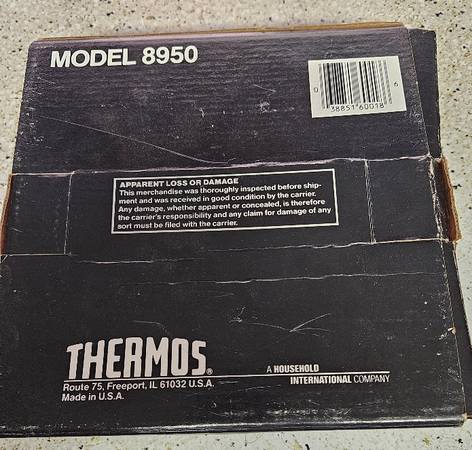 MODEL 8950
0 38851 60018 6
APPARENT LOSS OR DAMAGE
This merchandise was thoroughly inspected before ship-
ment and was received in good condition by the carrier.
Any damage, whether apparent or concealed, is therefore
the carrier's responsibility and any claim for damage of any
sort must be filed with the carrier.
THERMOS®
Route 75, Freeport, IL 61032 U.S.A.
Made in U.S.A.
A HOUSEHOLD
INTERNATIONAL COMPANY